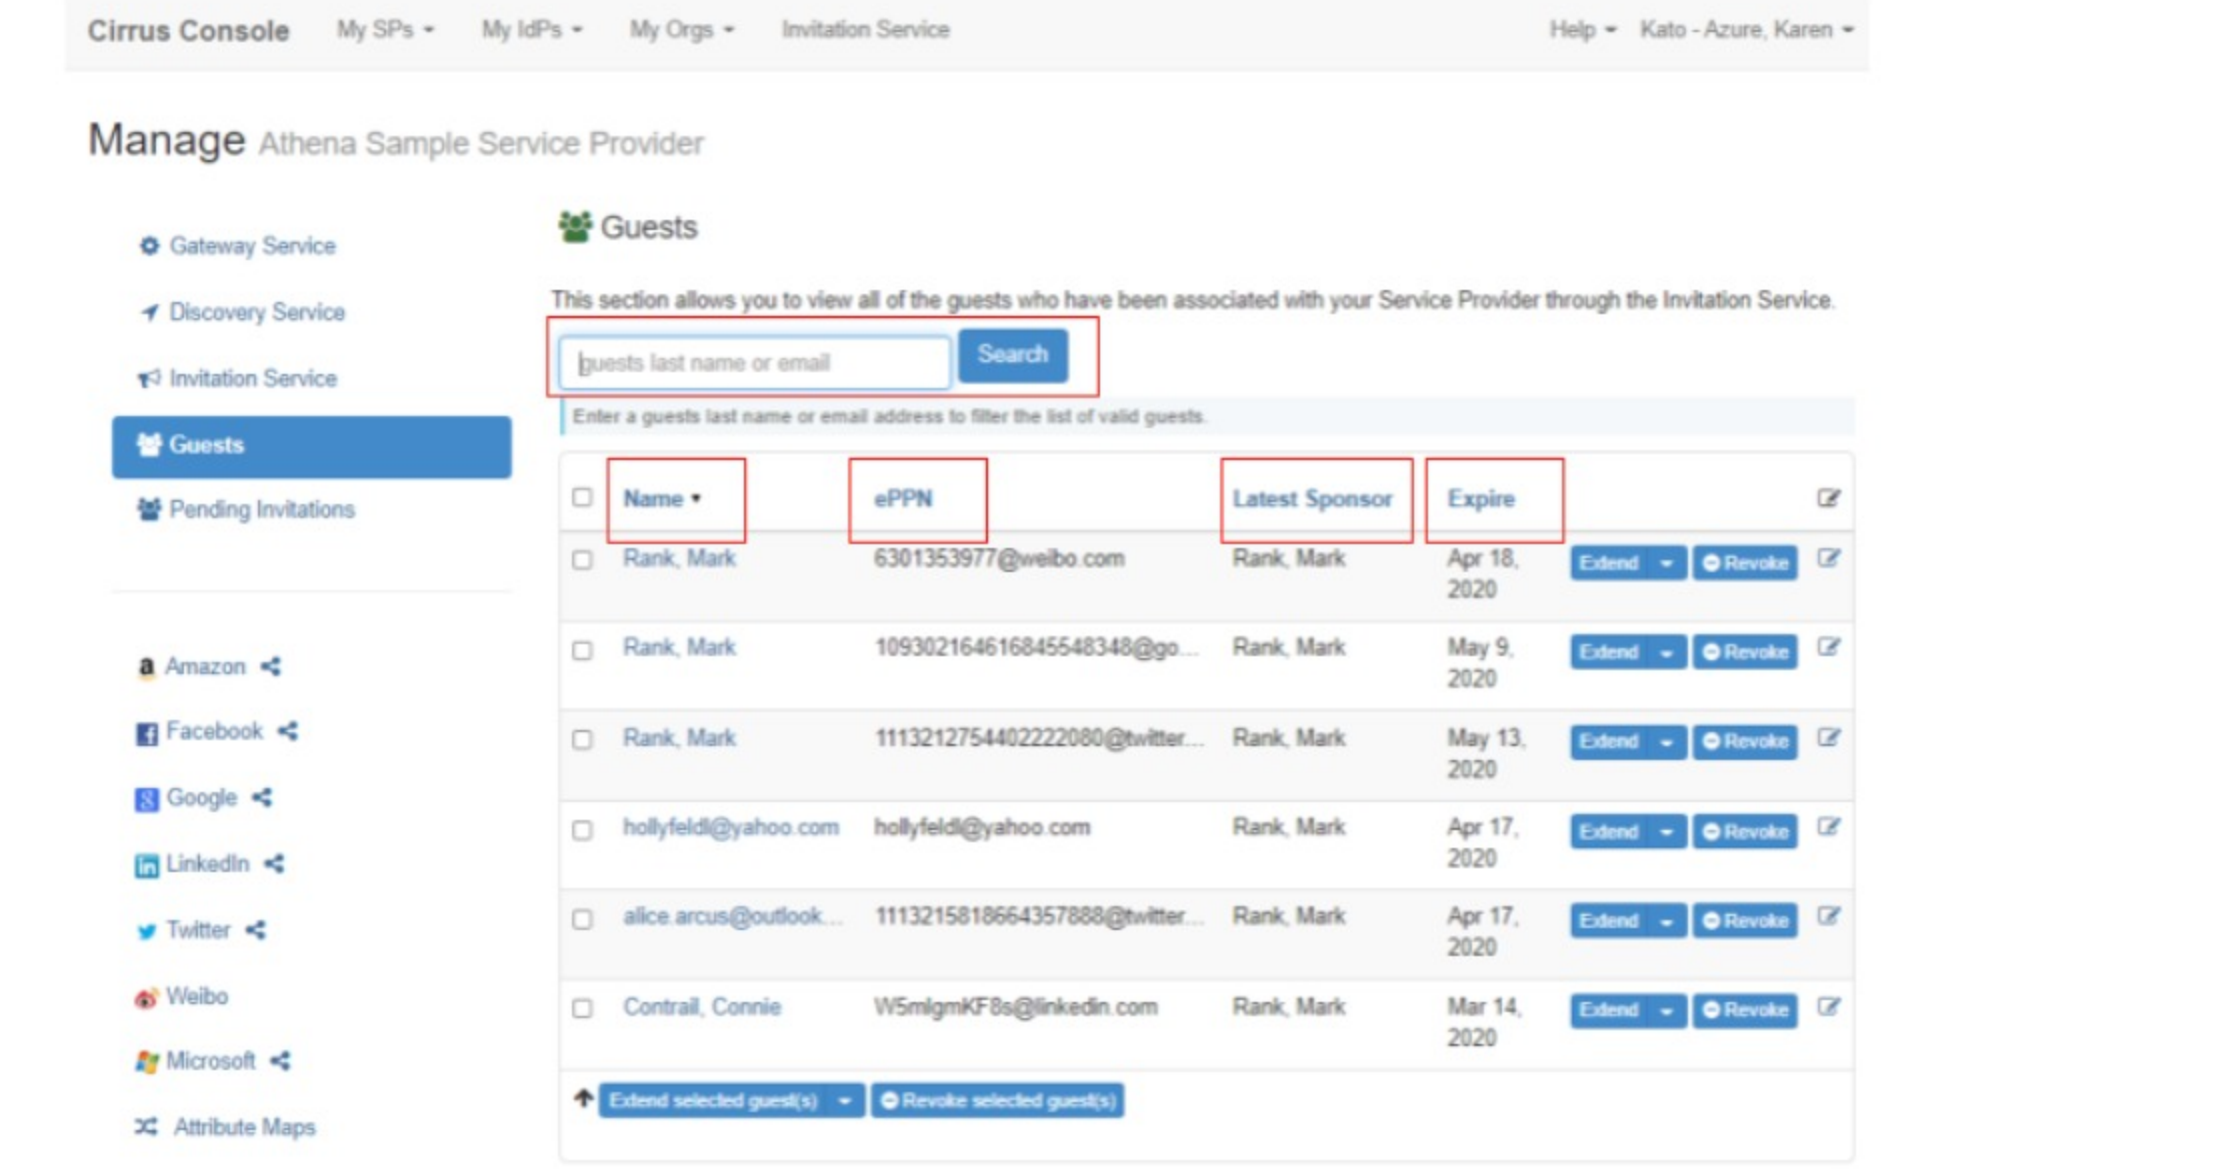 Cirrus Console My SPs My IdPs My Orgs Invitation Service Help Kato - Azure, Karen
Manage Athena Sample Service Provider
Gateway Service
Discovery Service
Invitation Service
Guests
Pending Invitations
Amazon
Facebook
Google
LinkedIn
Twitter
Weibo
Microsoft
Attribute Maps
Guests
This section allows you to view all of the guests who have been associated with your Service Provider through the Invitation Service.
guests last name or email Search
Enter a guests last name or email address to filter the list of valid guests.
Name ePPN Latest Sponsor Expire
Rank, Mark 6301353977@weibo.com Rank, Mark Apr 18, Extend Revoke
2020
Rank, Mark 109302164616845548348@go... Rank, Mark May 9, Extend Revoke
2020
Rank, Mark 1113212754402222080@twitter... Rank, Mark May 13, Extend Revoke
2020
hollyfeldl@yahoo.com hollyfeldl@yahoo.com Rank, Mark Apr 17, Extend Revoke
2020
alice.arcus@outlook... 1113215818664357888@twitter... Rank, Mark Apr 17, Extend Revoke
2020
Contrail, Connie W5mlgmKF8s@linkedin.com Rank, Mark Mar 14, Extend Revoke
2020
Extend selected guest(s) Revoke selected guest(s)